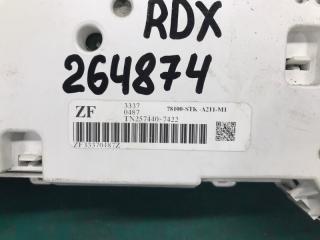 RDX
264874
ZF 3337 78100-STK-A211-M1
0487
TN257440-7422
ZF33370487Z